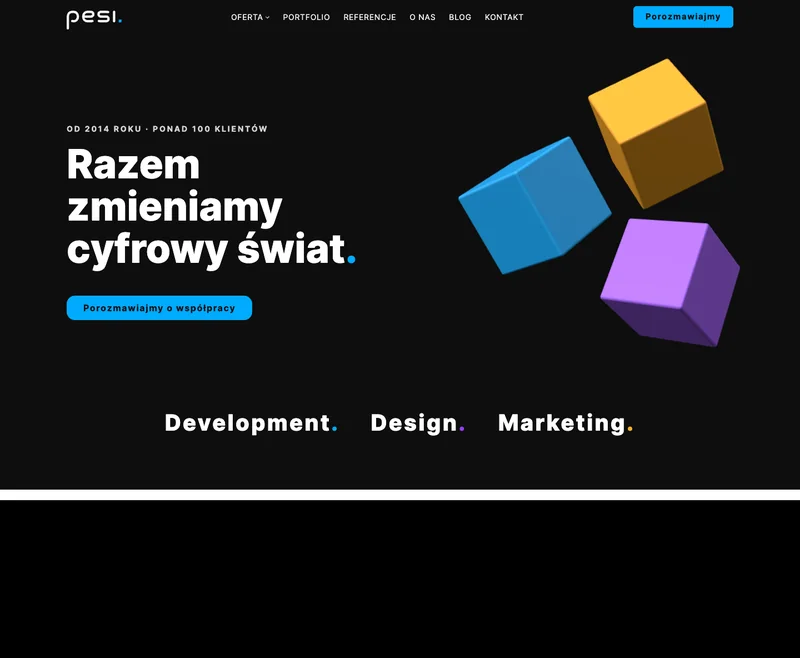 pesi.
OFERTA
PORTFOLIO
REFERENCJE
O NAS
BLOG
KONTAKT
Porozmawiajmy
OD 2014 ROKU · PONAD 100 KLIENTÓW
Razem
zmieniamy
cyfrowy świat.
Porozmawiajmy o współpracy
Development.
Design.
Marketing.